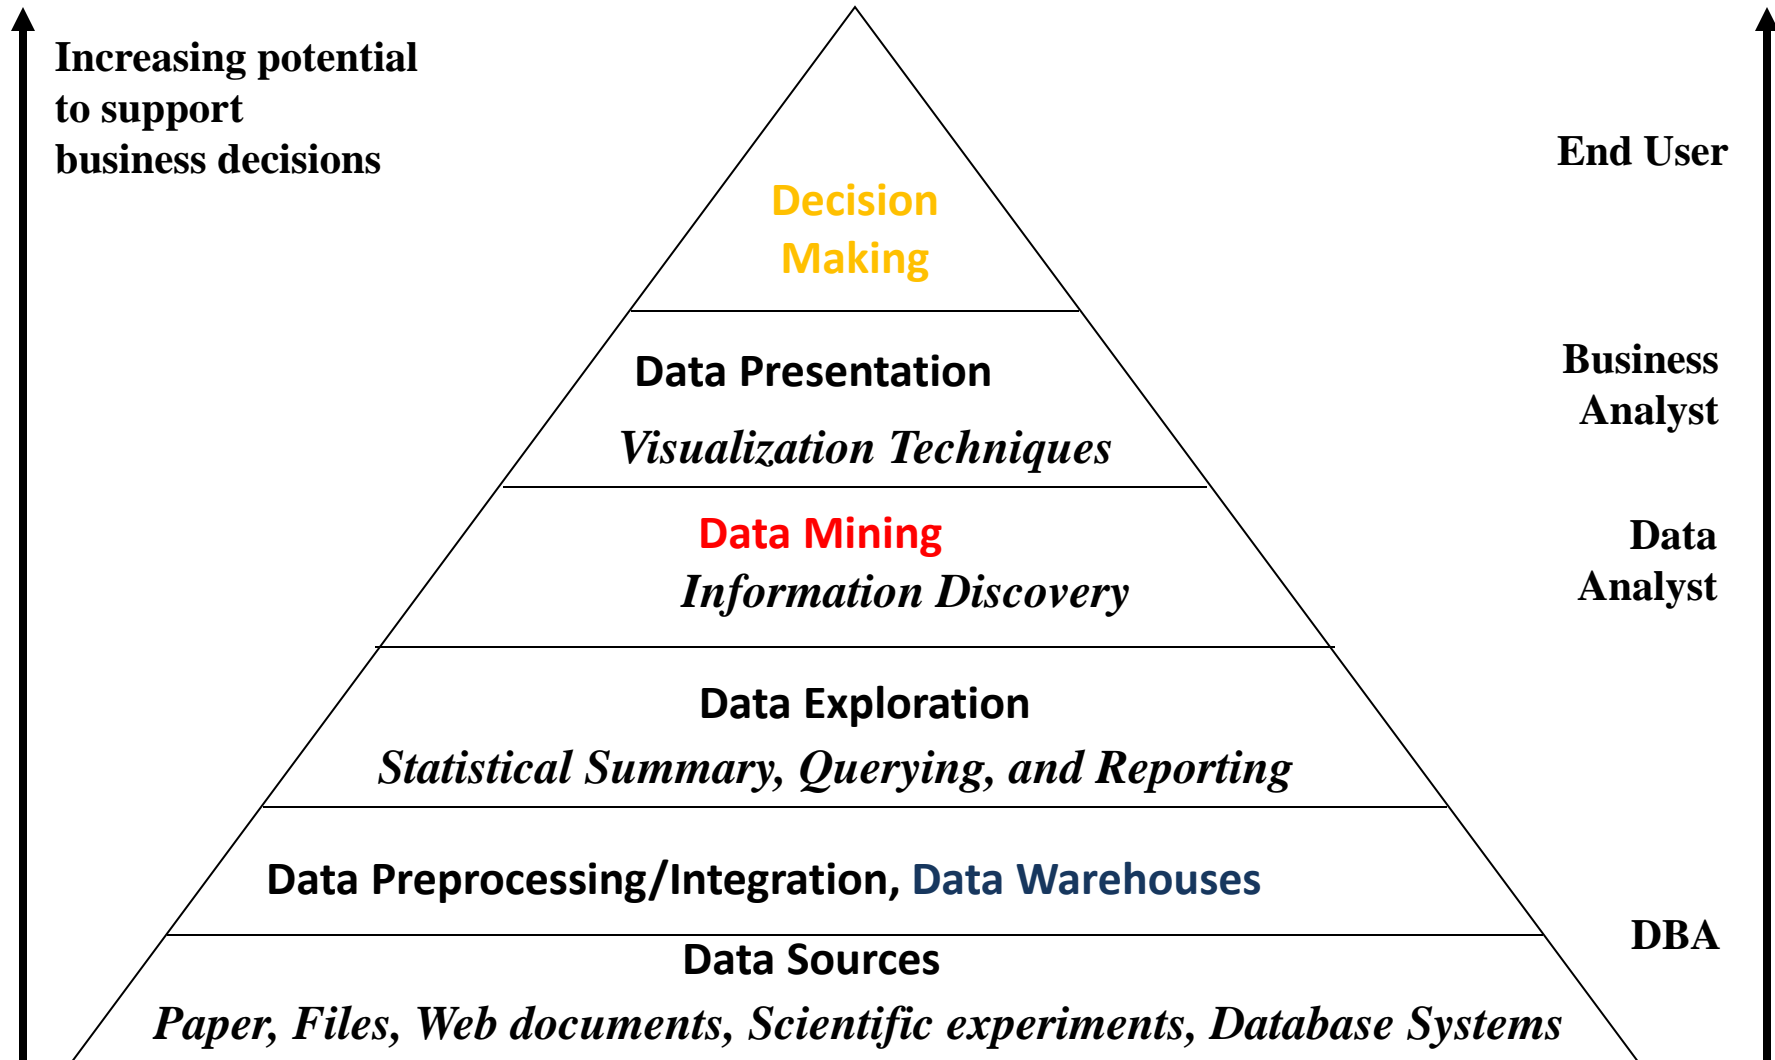 Increasing potential
to support
business decisions
End User
Decision
Making
Data Presentation
Visualization Techniques
Business
Analyst
Data Mining
Information Discovery
Data
Analyst
Data Exploration
Statistical Summary, Querying, and Reporting
Data Preprocessing/Integration, Data Warehouses
DBA
Data Sources
Paper, Files, Web documents, Scientific experiments, Database Systems